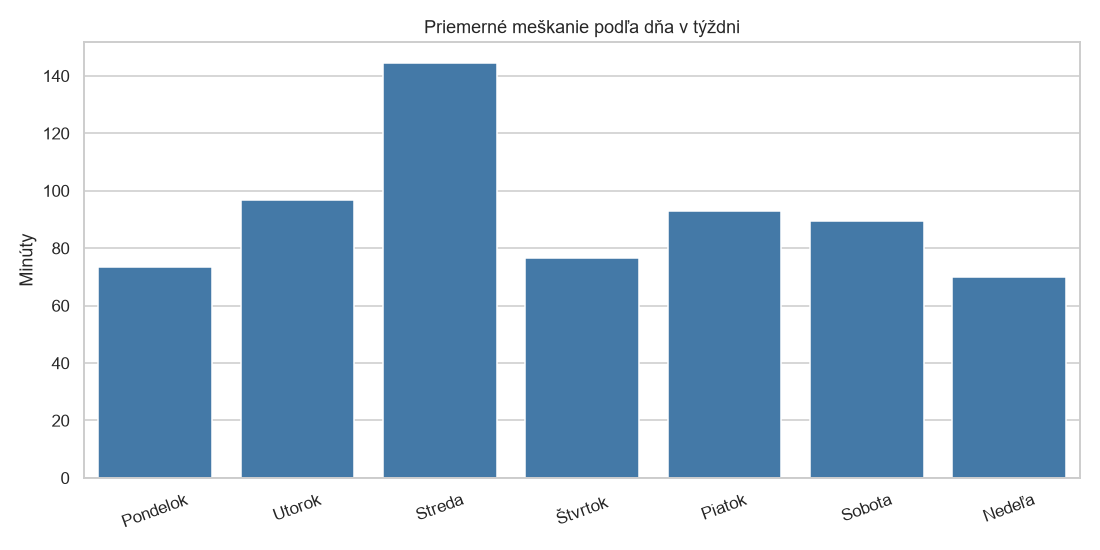 Priemerné meškanie podľa dňa v týždni
Minúty
140
120
100
80
60
40
20
0
Pondelok
Utorok
Streda
Štvrtok
Piatok
Sobota
Nedeľa